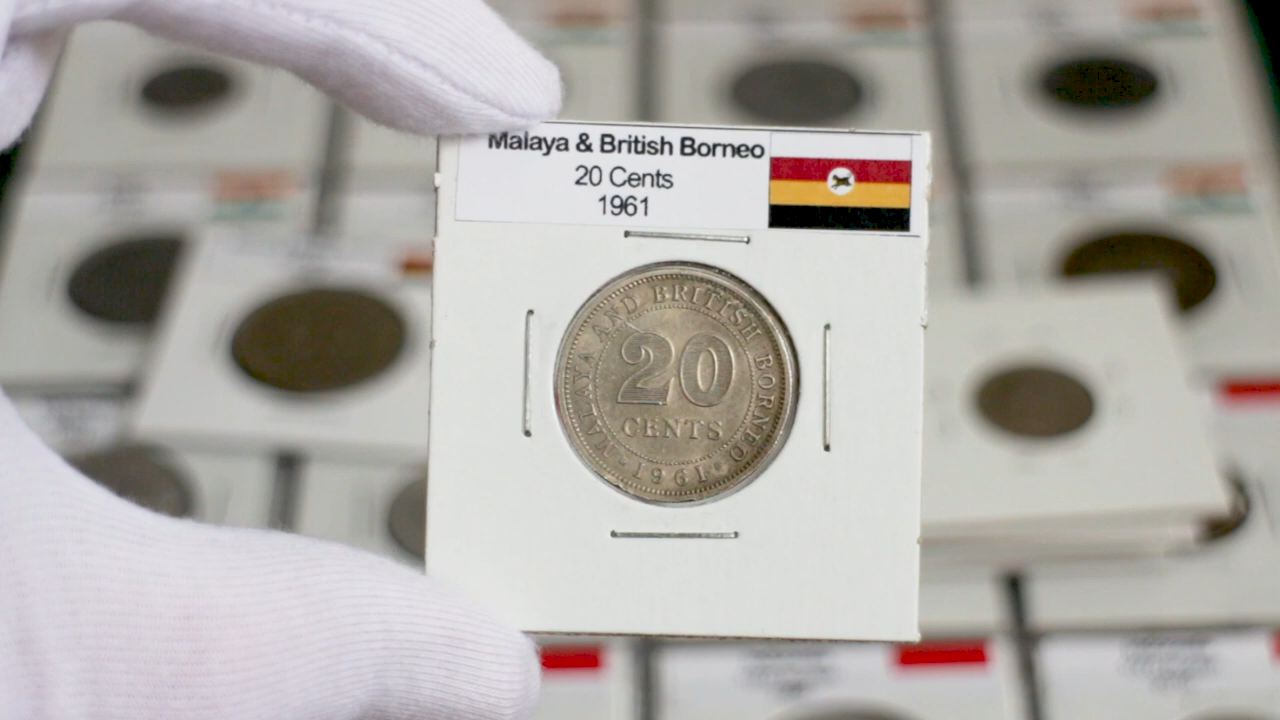 Malaya & British Borneo
20 Cents
1961
MALAYA AND BRITISH BORNEO
20
CENTS
1961